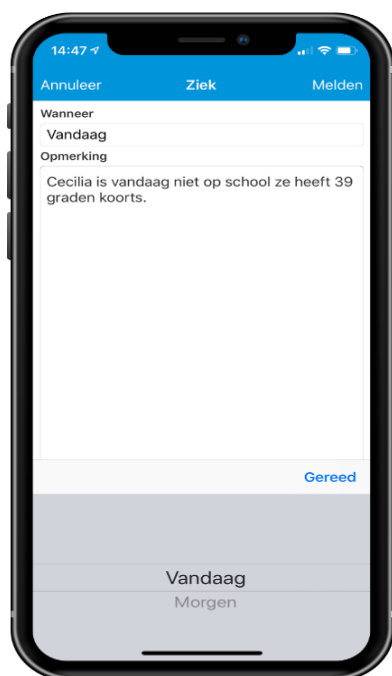 14:47
Annuleer Ziek Melden
Wanneer
Vandaag
Opmerking
Cecilia is vandaag niet op school ze heeft 39
graden koorts.
Gereed
Vandaag
Morgen